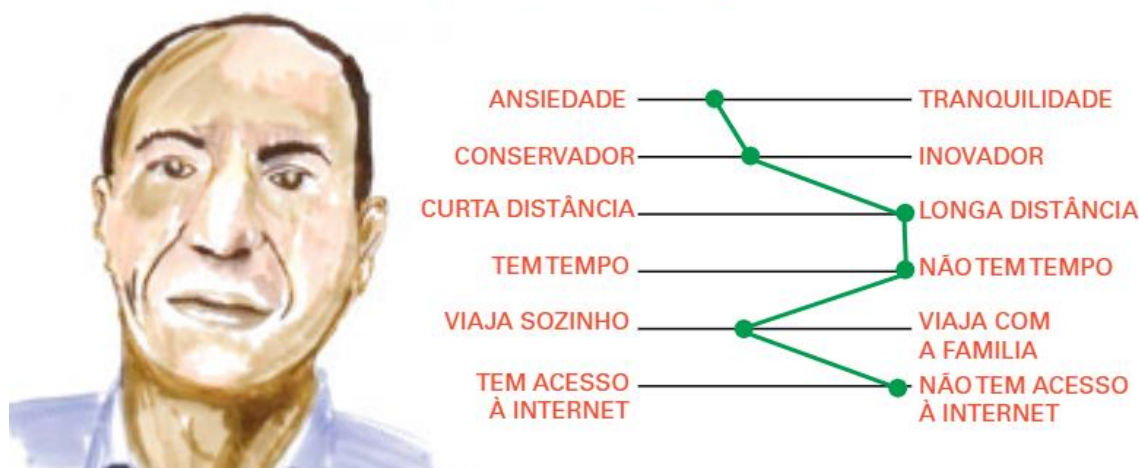 ANSIEDADE TRANQUILIDADE
CONSERVADOR INOVADOR
CURTA DISTÂNCIA LONGA DISTÂNCIA
TEM TEMPO NÃO TEM TEMPO
VIAJA SOZINHO VIAJA COM
A FAMILIA
TEM ACESSO NÃO TEM ACESSO
À INTERNET À INTERNET